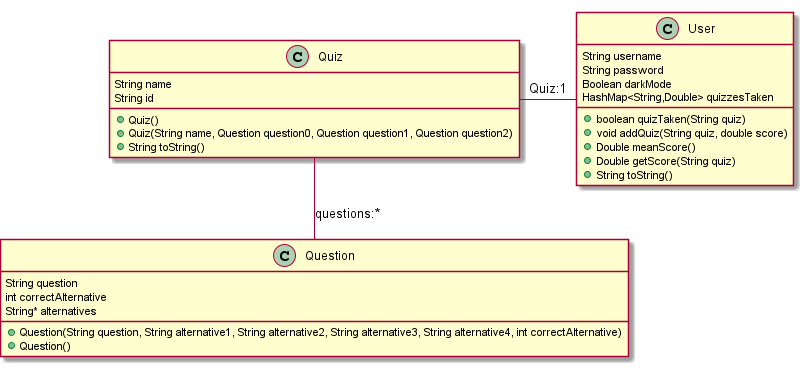 C Quiz
String name
String id
Quiz()
Quiz(String name, Question question0, Question question1, Question question2)
String toString()
Quiz:1
C User
String username
String password
Boolean darkMode
HashMap<String,Double> quizzesTaken
boolean quizTaken(String quiz)
void addQuiz(String quiz, double score)
Double meanScore()
Double getScore(String quiz)
String toString()
questions:*
C Question
String question
int correctAlternative
String* alternatives
Question(String question, String alternative1, String alternative2, String alternative3, String alternative4, int correctAlternative)
Question()